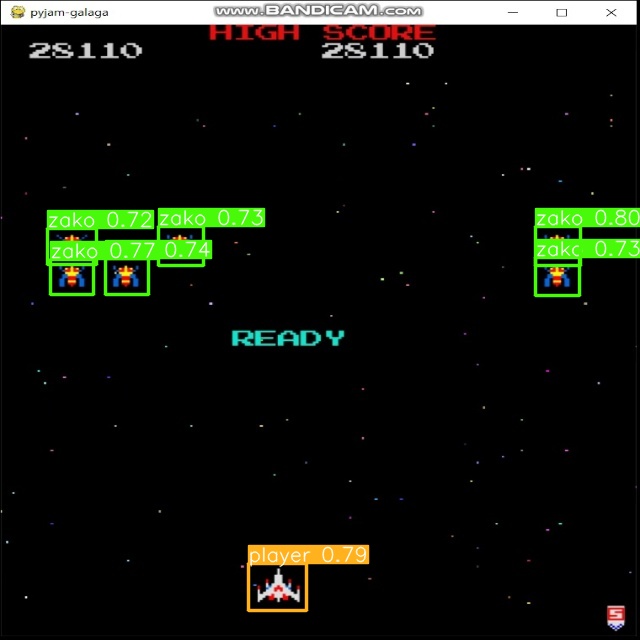 pyjam-galaga
www.BANDICAM.com
HIGH SCORE
28110 28110
zako 0.72 zako 0.73 zako 0.80
zako 0.77 0.74 zako 0.73
READY
player 0.79
S